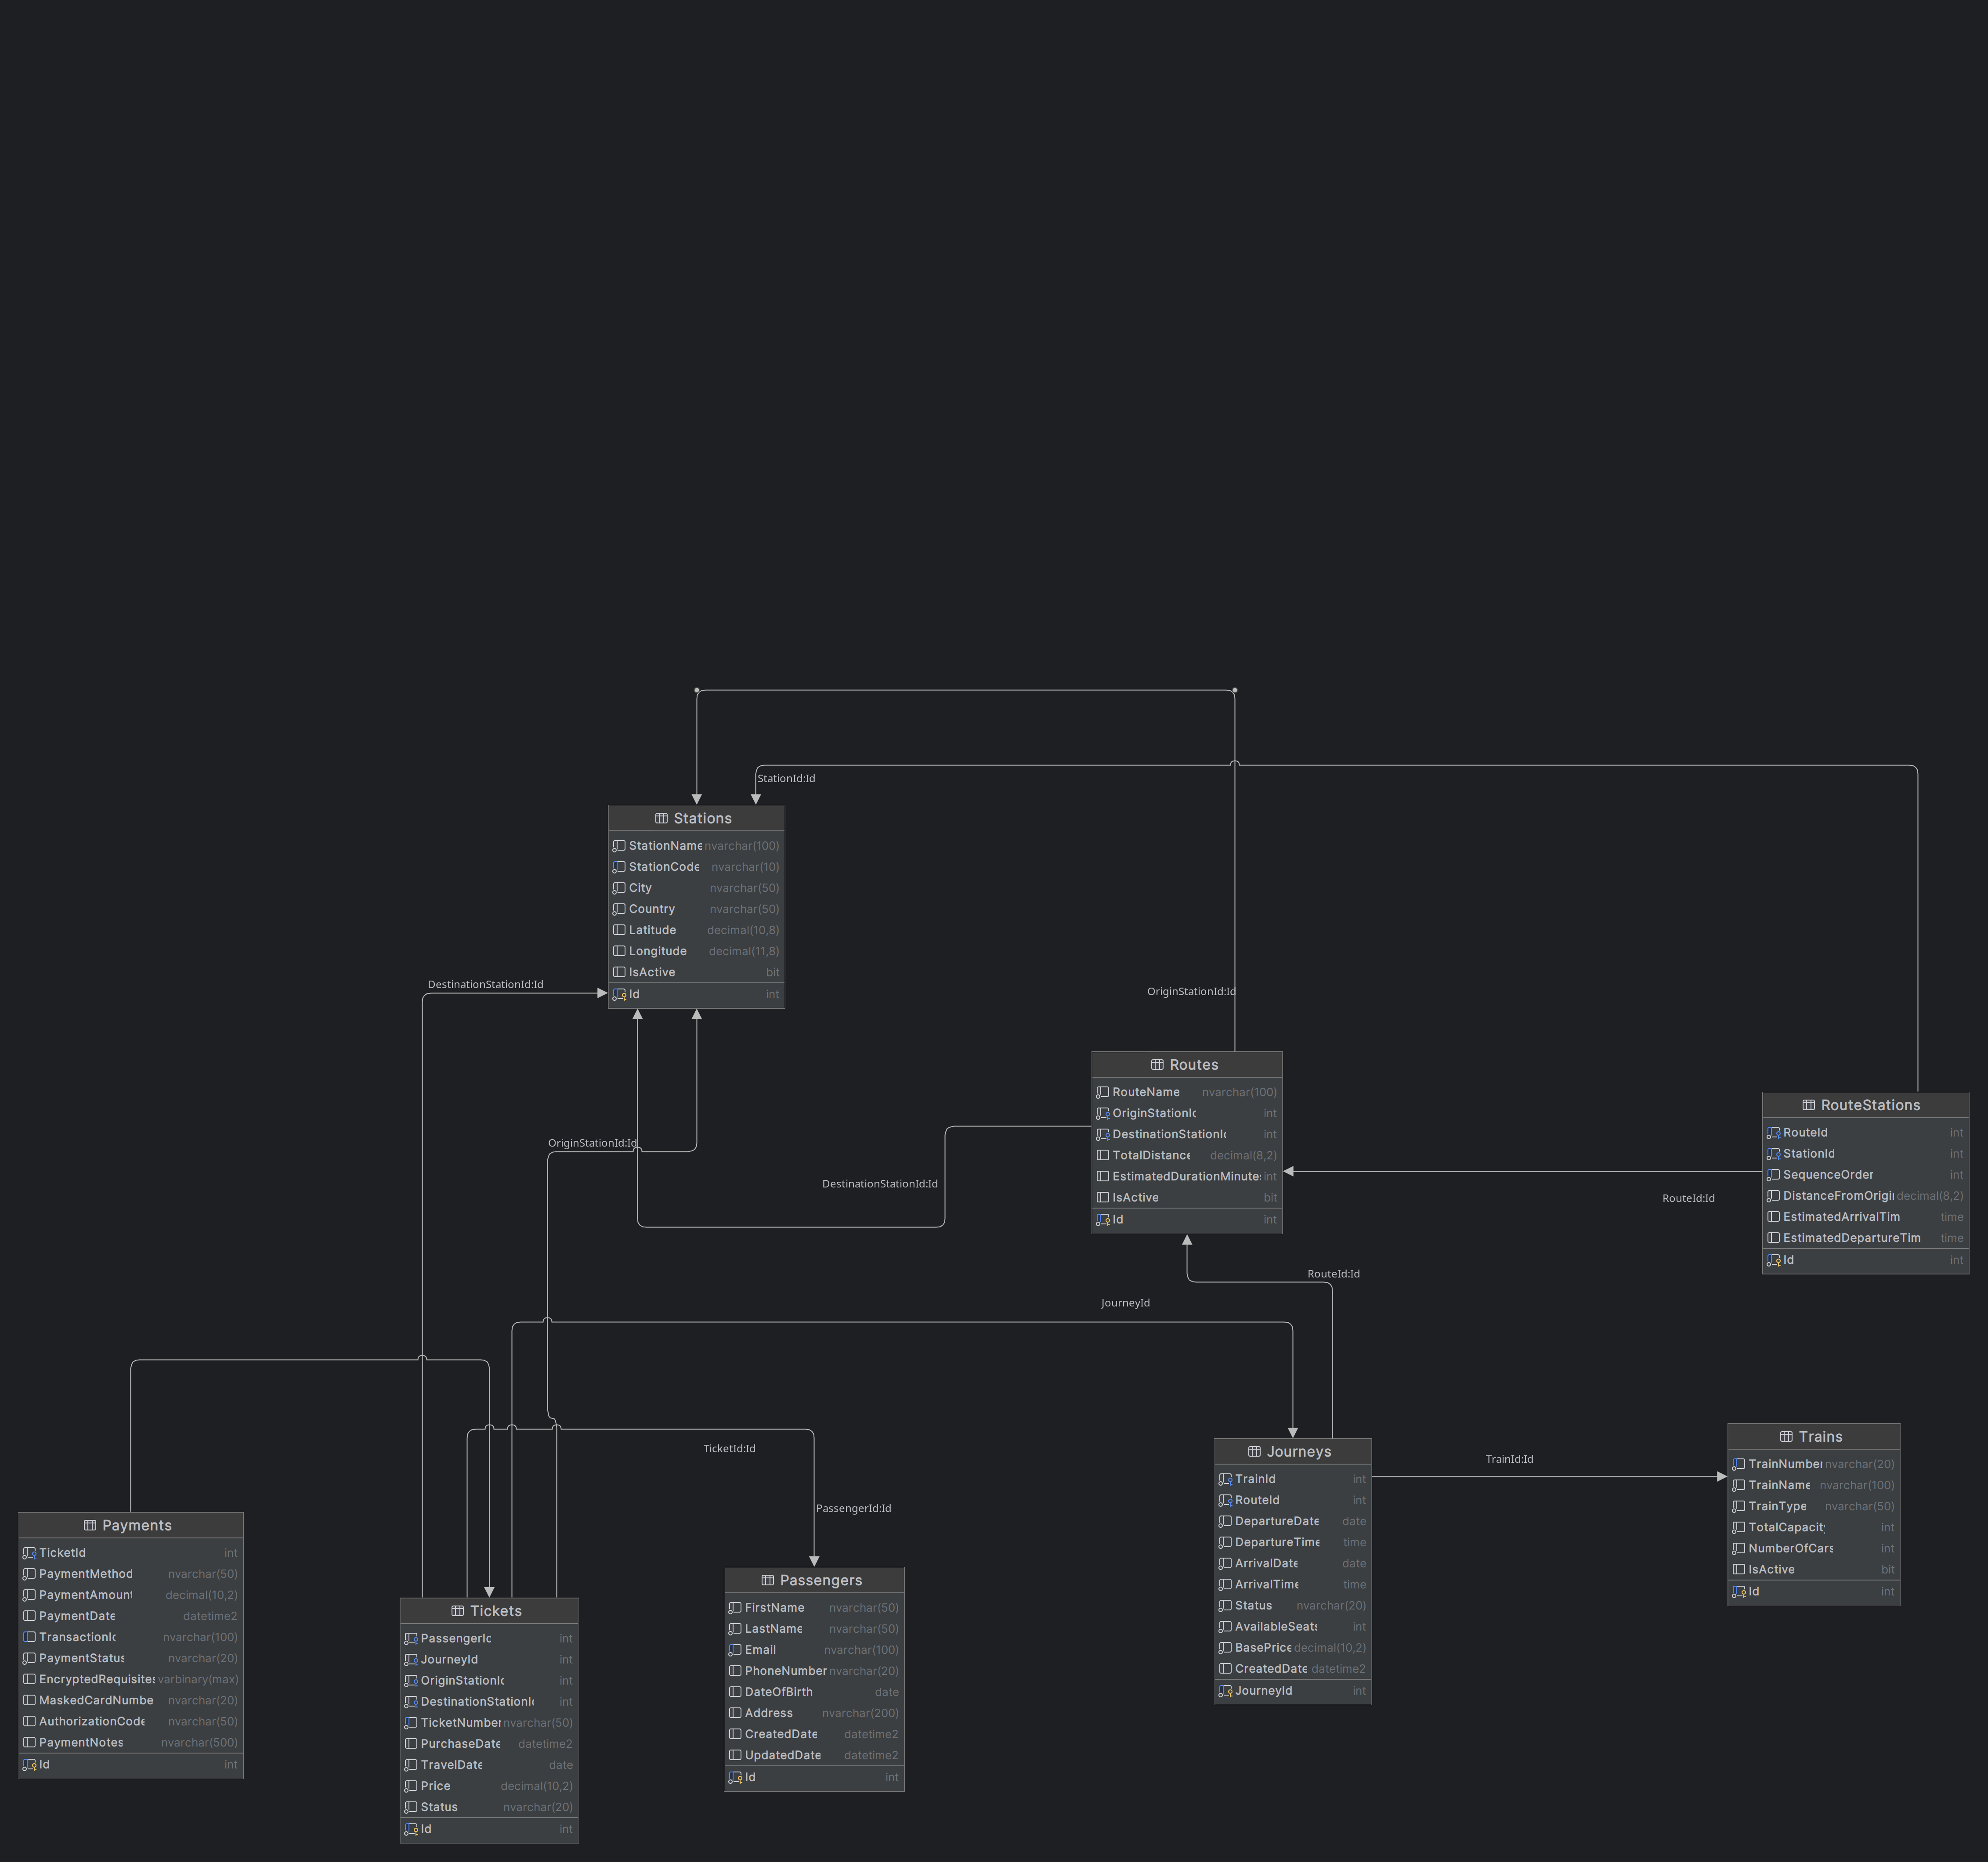 StationId:Id
Stations
StationName nvarchar(100)
StationCode nvarchar(10)
City nvarchar(50)
Country nvarchar(50)
Latitude decimal(10,8)
Longitude decimal(11,8)
IsActive bit
Id int
DestinationStationId:Id
OriginStationId:Id
Routes
RouteName nvarchar(100)
OriginStationId int
DestinationStationId int
TotalDistance decimal(8,2)
EstimatedDurationMinutes int
IsActive bit
Id int
RouteStations
RouteId int
StationId int
SequenceOrder int
DistanceFromOrigi decimal(8,2)
EstimatedArrivalTim time
EstimatedDepartureTim time
Id int
OriginStationId:Id
DestinationStationId:Id
RouteId:Id
RouteId:Id
JourneyId
TicketId:Id
PassengerId:Id
TrainId:Id
Payments
TicketId int
PaymentMethod nvarchar(50)
PaymentAmount decimal(10,2)
PaymentDate datetime2
TransactionId nvarchar(100)
PaymentStatus nvarchar(20)
EncryptedRequisites varbinary(max)
MaskedCardNumbe nvarchar(20)
AuthorizationCode nvarchar(50)
PaymentNotes nvarchar(500)
Id int
Tickets
PassengerId int
JourneyId int
OriginStationId int
DestinationStationId int
TicketNumber nvarchar(50)
PurchaseDate datetime2
TravelDate date
Price decimal(10,2)
Status nvarchar(20)
Id int
Passengers
FirstName nvarchar(50)
LastName nvarchar(50)
Email nvarchar(100)
PhoneNumber nvarchar(20)
DateOfBirth date
Address nvarchar(200)
CreatedDate datetime2
UpdatedDate datetime2
Id int
Journeys
TrainId int
RouteId int
DepartureDate date
DepartureTime time
ArrivalDate date
ArrivalTime time
Status nvarchar(20)
AvailableSeats int
BasePrice decimal(10,2)
CreatedDate datetime2
JourneyId int
Trains
TrainNumber nvarchar(20)
TrainName nvarchar(100)
TrainType nvarchar(50)
TotalCapacity int
NumberOfCars int
IsActive bit
Id int